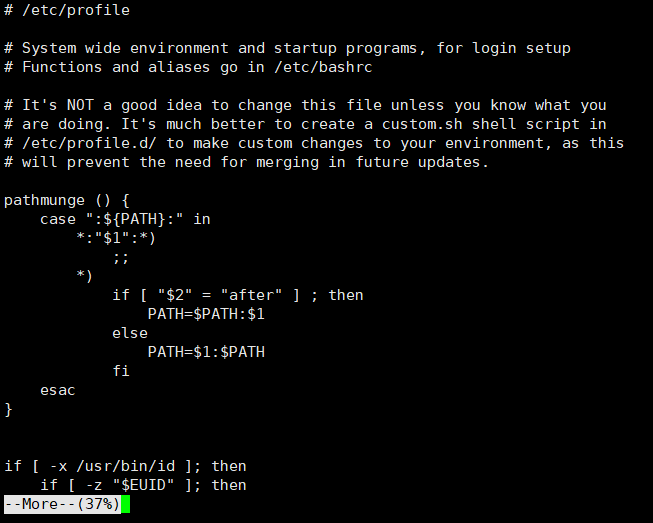 # /etc/profile

# System wide environment and startup programs, for login setup
# Functions and aliases go in /etc/bashrc

# It's NOT a good idea to change this file unless you know what you
# are doing. It's much better to create a custom.sh shell script in
# /etc/profile.d/ to make custom changes to your environment, as this
# will prevent the need for merging in future updates.

pathmunge () {
    case ":${PATH}:" in
        *:"$1":*)
            ;;
        *)
            if [ "$2" = "after" ] ; then
                PATH=$PATH:$1
            else
                PATH=$1:$PATH
            fi
    esac
}


if [ -x /usr/bin/id ]; then
    if [ -z "$EUID" ]; then
--More--(37%)